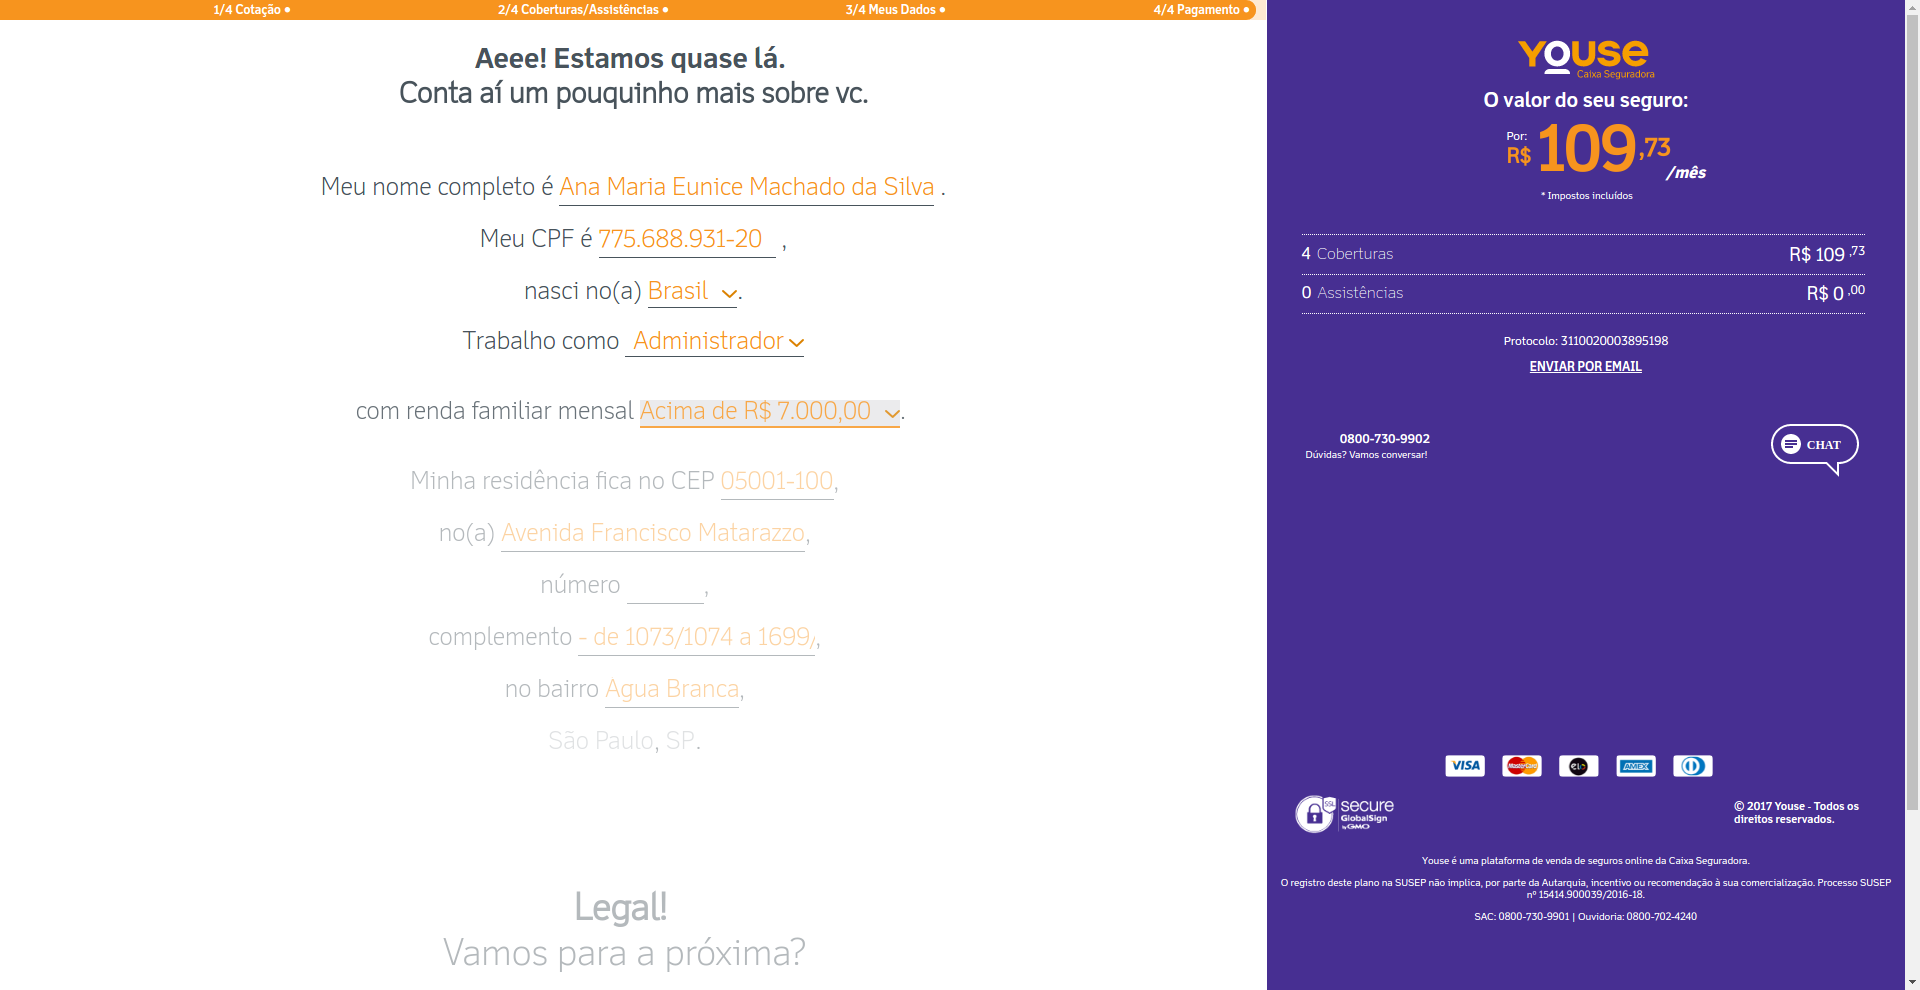 1/4 Cotação •
2/4 Coberturas/Assistências •
3/4 Meus Dados •
4/4 Pagamento •
Aeee! Estamos quase lá.
Conta aí um pouquinho mais sobre vc.
Meu nome completo é Ana Maria Eunice Machado da Silva .
Meu CPF é 775.688.931-20 ,
nasci no(a) Brasil .
Trabalho como Administrador
com renda familiar mensal Acima de R$ 7.000,00 .
Minha residência fica no CEP 05001-100,
no(a) Avenida Francisco Matarazzo,
número ,
complemento - de 1073/1074 a 1699/,
no bairro Agua Branca,
São Paulo, SP.
Legal!
Vamos para a próxima?
Youse
Caixa Seguradora
O valor do seu seguro:
Por:
R$ 109,73
/mês
* Impostos incluídos
4 Coberturas R$ 109 ,73
0 Assistências R$ 0 ,00
Protocolo: 3110020003895198
ENVIAR POR EMAIL
0800-730-9902
Dúvidas? Vamos conversar!
CHAT
VISA MasterCard elo AMEX
SSL
secure
GlobalSign
by GMO
© 2017 Youse - Todos os
direitos reservados.
Youse é uma plataforma de venda de seguros online da Caixa Seguradora.
O registro deste plano na SUSEP não implica, por parte da Autarquia, incentivo ou recomendação à sua comercialização. Processo SUSEP
nº 15414.900039/2016-18.
SAC: 0800-730-9901 | Ouvidoria: 0800-702-4240